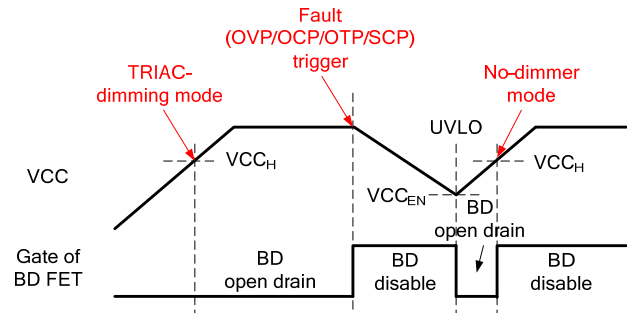 Fault
(OVP/OCP/OTP/SCP)
trigger
TRIAC-
dimming mode
No-dimmer
mode
UVLO
VCC
VCCH
VCCH
VCCEN
BD
open drain
Gate of
BD FET
BD
open drain
BD
disable
BD
disable